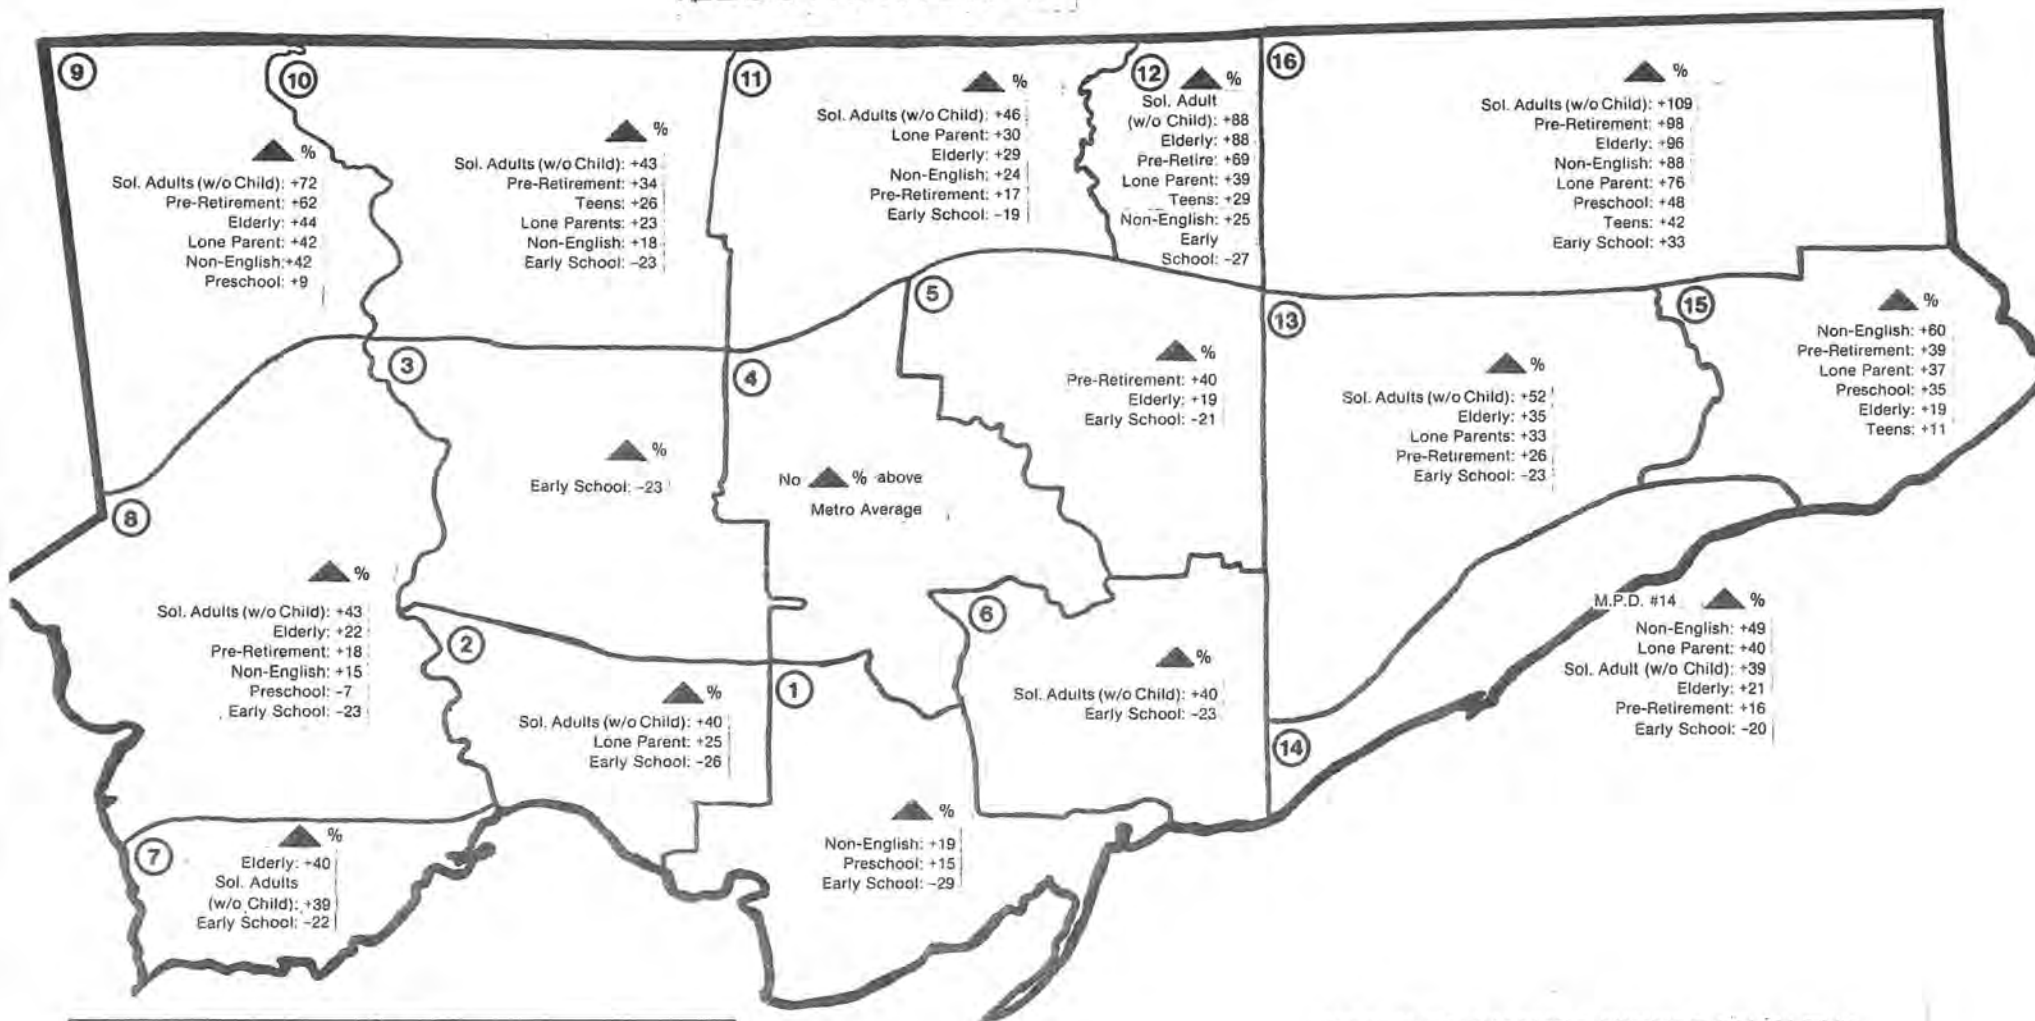 9
▲ %
Sol. Adults (w/o Child): +72
Pre-Retirement: +62
Elderly: +44
Lone Parent: +42
Non-English:+42
Preschool: +9
10
▲ %
Sol. Adults (w/o Child): +43
Pre-Retirement: +34
Teens: +26
Lone Parents: +23
Non-English: +18
Early School: -23
11
▲ %
Sol. Adults (w/o Child): +46
Lone Parent: +30
Elderly: +29
Non-English: +24
Pre-Retirement: +17
Early School: -19
12
▲ %
Sol. Adult
(w/o Child): +88
Elderly: +88
Pre-Retire: +69
Lone Parent: +39
Teens: +29
Non-English: +25
Early
School: -27
16
▲ %
Sol. Adults (w/o Child): +109
Pre-Retirement: +98
Elderly: +96
Non-English: +88
Lone Parent: +76
Preschool: +48
Teens: +42
Early School: +33
3
▲ %
Early School: -23
4
No ▲ % above
Metro Average
5
▲ %
Pre-Retirement: +40
Elderly: +19
Early School: -21
13
▲ %
Sol. Adults (w/o Child): +52
Elderly: +35
Lone Parents: +33
Pre-Retirement: +26
Early School: -23
15
▲ %
Non-English: +60
Pre-Retirement: +39
Lone Parent: +37
Preschool: +35
Elderly: +19
Teens: +11
8
▲ %
Sol. Adults (w/o Child): +43
Elderly: +22
Pre-Retirement: +18
Non-English: +15
Preschool: -7
Early School: -23
2
▲ %
Sol. Adults (w/o Child): +40
Lone Parent: +25
Early School: -26
1
▲ %
Non-English: +19
Preschool: +15
Early School: -29
6
▲ %
Sol. Adults (w/o Child): +40
Early School: -23
14
M.P.D. #14 ▲ %
Non-English: +49
Lone Parent: +40
Sol. Adult (w/o Child): +39
Elderly: +21
Pre-Retirement: +16
Early School: -20
7
▲ %
Elderly: +40
Sol. Adults
(w/o Child): +39
Early School: -22